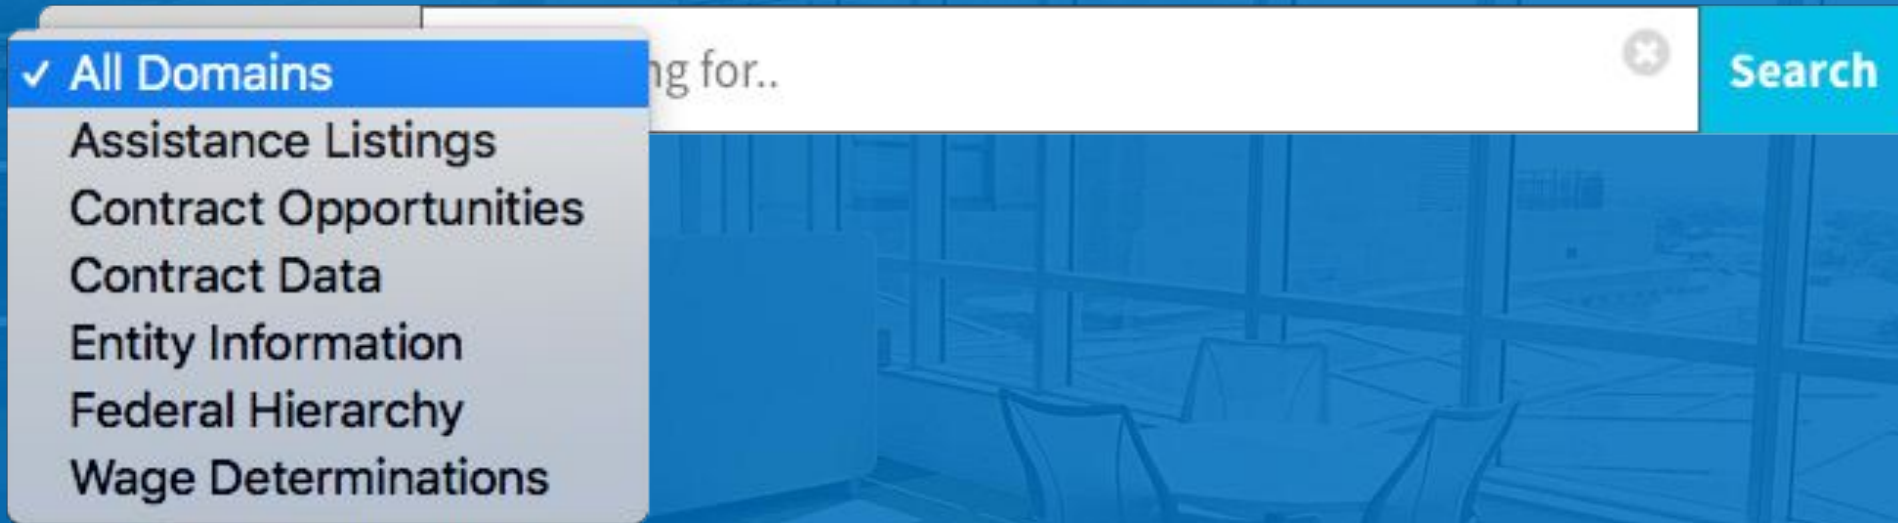 ✓ All Domains
ng for..
Search
Assistance Listings
Contract Opportunities
Contract Data
Entity Information
Federal Hierarchy
Wage Determinations